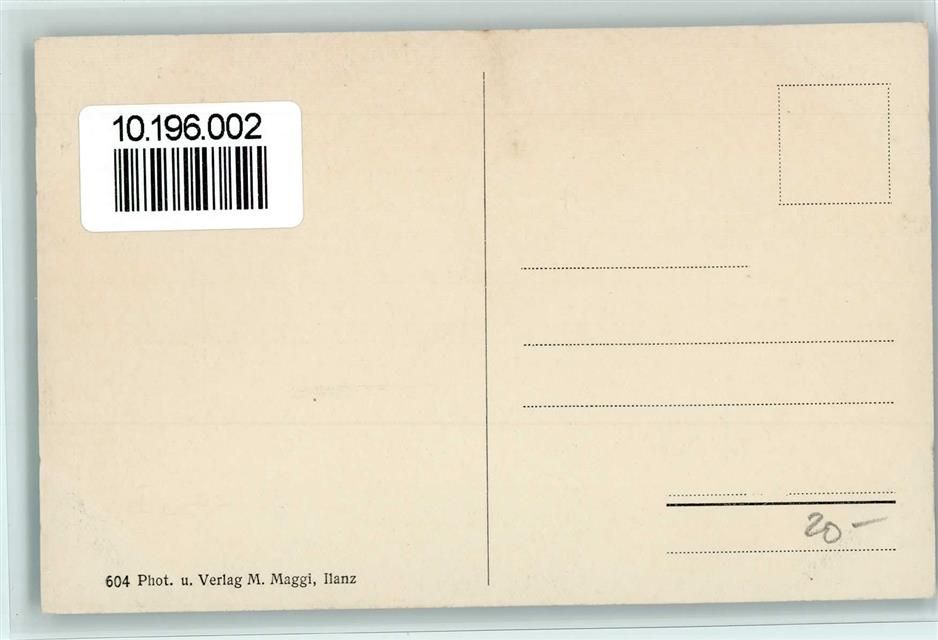 10.196.002
20-
604 Phot. u. Verlag M. Maggi, Ilanz